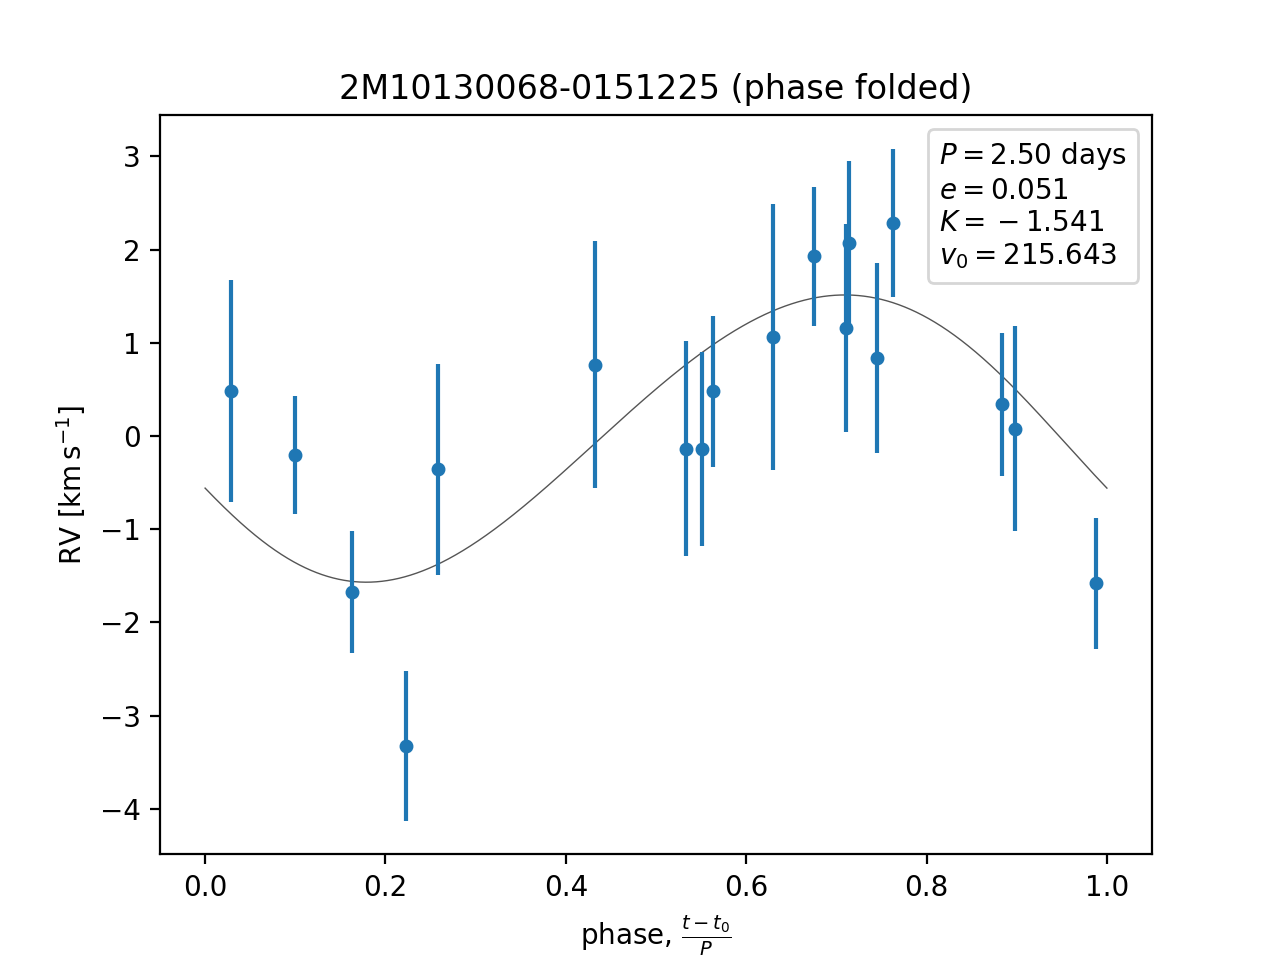 2M10130068-0151225 (phase folded)
P = 2.50 days
e = 0.051
K = −1.541
v₀ = 215.643
3
2
1
0
−1
−2
−3
−4
RV [km s⁻¹]
0.0 0.2 0.4 0.6 0.8 1.0
phase, (t − t₀)/P